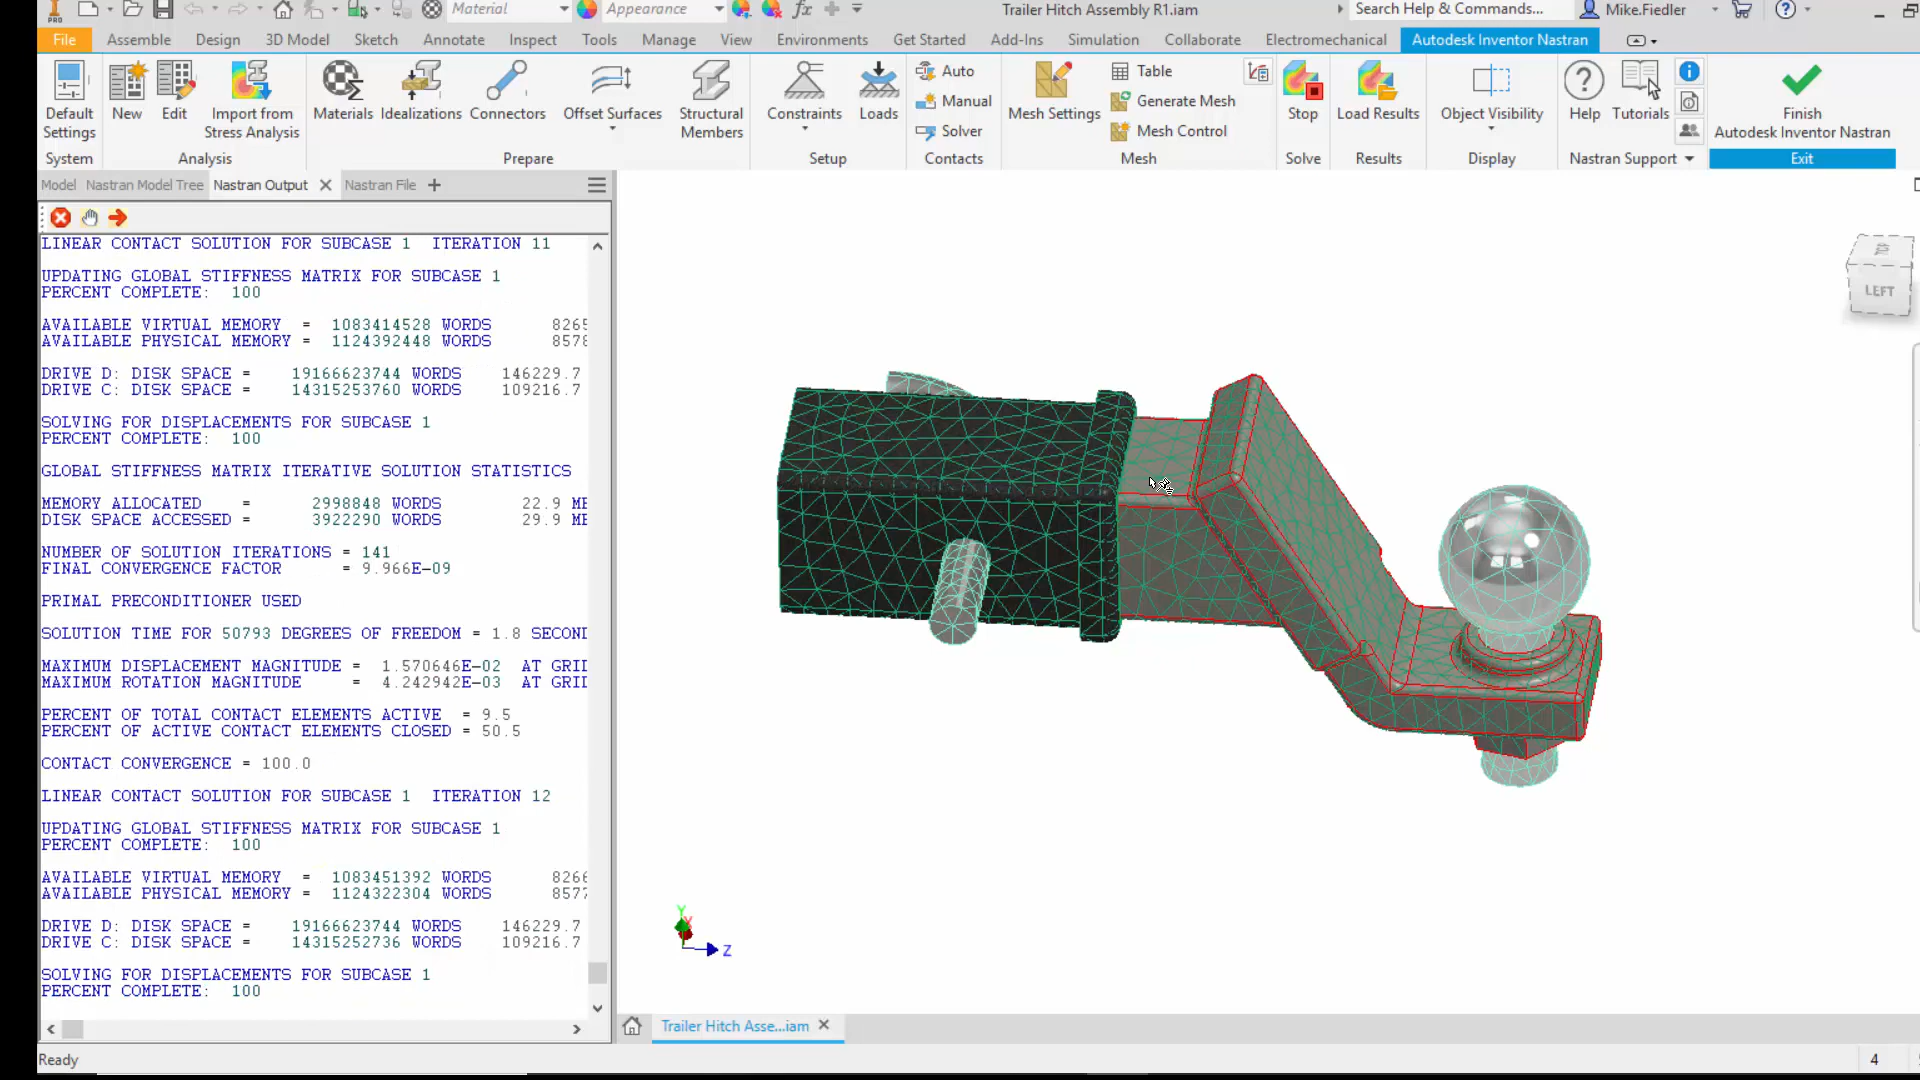 PRO
Material
Appearance
fx
Trailer Hitch Assembly R1.iam
Search Help & Commands...
Mike.Fiedler
File
Assemble
Design
3D Model
Sketch
Annotate
Inspect
Tools
Manage
View
Environments
Get Started
Add-Ins
Simulation
Collaborate
Electromechanical
Autodesk Inventor Nastran
Default
Settings
New
Edit
Import from
Stress Analysis
Materials
Idealizations
Connectors
Offset Surfaces
Structural
Members
Constraints
Loads
Auto
Manual
Solver
Mesh Settings
Table
Generate Mesh
Mesh Control
Stop
Load Results
Object Visibility
Help
Tutorials
Finish
Autodesk Inventor Nastran
System
Analysis
Prepare
Setup
Contacts
Mesh
Solve
Results
Display
Nastran Support
Exit
Model
Nastran Model Tree
Nastran Output
Nastran File
LINEAR CONTACT SOLUTION FOR SUBCASE 1 ITERATION 11
UPDATING GLOBAL STIFFNESS MATRIX FOR SUBCASE 1
PERCENT COMPLETE: 100
AVAILABLE VIRTUAL MEMORY = 1083414528 WORDS 8265
AVAILABLE PHYSICAL MEMORY = 1124392448 WORDS 8578
DRIVE D: DISK SPACE = 19166623744 WORDS 146229.7
DRIVE C: DISK SPACE = 14315253760 WORDS 109216.7
SOLVING FOR DISPLACEMENTS FOR SUBCASE 1
PERCENT COMPLETE: 100
GLOBAL STIFFNESS MATRIX ITERATIVE SOLUTION STATISTICS
MEMORY ALLOCATED = 2998848 WORDS 22.9 ME
DISK SPACE ACCESSED = 3922290 WORDS 29.9 ME
NUMBER OF SOLUTION ITERATIONS = 141
FINAL CONVERGENCE FACTOR = 9.966E-09
PRIMAL PRECONDITIONER USED
SOLUTION TIME FOR 50793 DEGREES OF FREEDOM = 1.8 SECOND
MAXIMUM DISPLACEMENT MAGNITUDE = 1.570646E-02 AT GRID
MAXIMUM ROTATION MAGNITUDE = 4.242942E-03 AT GRID
PERCENT OF TOTAL CONTACT ELEMENTS ACTIVE = 9.5
PERCENT OF ACTIVE CONTACT ELEMENTS CLOSED = 50.5
CONTACT CONVERGENCE = 100.0
LINEAR CONTACT SOLUTION FOR SUBCASE 1 ITERATION 12
UPDATING GLOBAL STIFFNESS MATRIX FOR SUBCASE 1
PERCENT COMPLETE: 100
AVAILABLE VIRTUAL MEMORY = 1083451392 WORDS 8266
AVAILABLE PHYSICAL MEMORY = 1124322304 WORDS 8577
DRIVE D: DISK SPACE = 19166623744 WORDS 146229.7
DRIVE C: DISK SPACE = 14315252736 WORDS 109216.7
SOLVING FOR DISPLACEMENTS FOR SUBCASE 1
PERCENT COMPLETE: 100
TOP
LEFT
Y
Z
Trailer Hitch Asse...iam
Ready
4